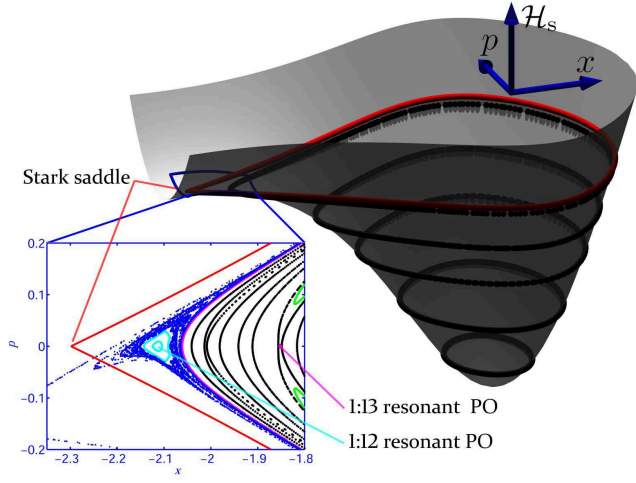 ℋs
p
x
Stark saddle
0.2
0.1
0
−0.1
−0.2
p
−2.3 −2.2 −2.1 −2 −1.9 −1.8
x
1:13 resonant PO
1:12 resonant PO